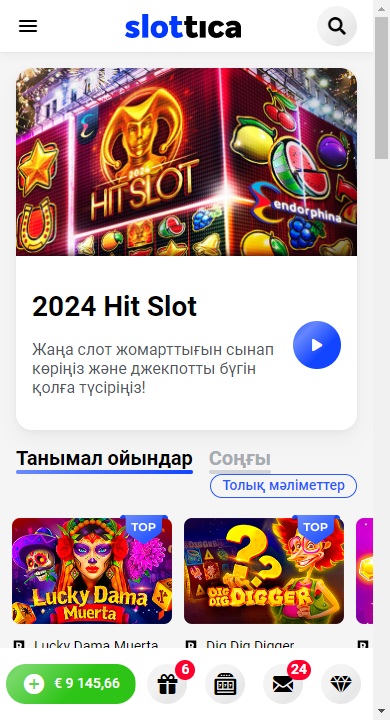 slottica
2024
HIT SLOT
endorphina
2024 Hit Slot
Жаңа слот жомарттығын сынап
көріңіз және джекпотты бүгін
қолға түсіріңіз!
Танымал ойындар
Соңғы
Толық мәліметтер
TOP
Lucky Dama
Muerta
TOP
DIG DIG DIGGER
Lucky Dama Muerta
Dig Dig Digger
€ 9 145,66
6
24